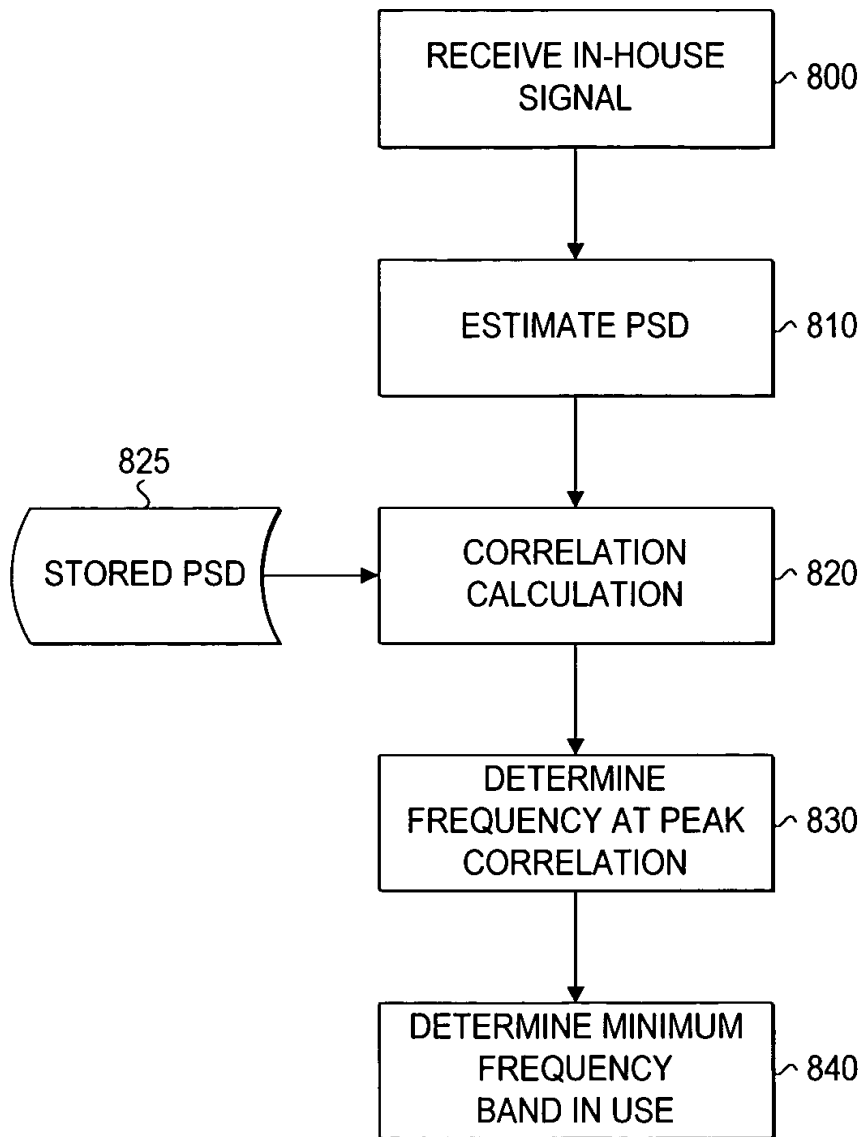 RECEIVE IN-HOUSE
SIGNAL
800
ESTIMATE PSD
810
825
STORED PSD
CORRELATION
CALCULATION
820
DETERMINE
FREQUENCY AT PEAK
CORRELATION
830
DETERMINE MINIMUM
FREQUENCY
BAND IN USE
840